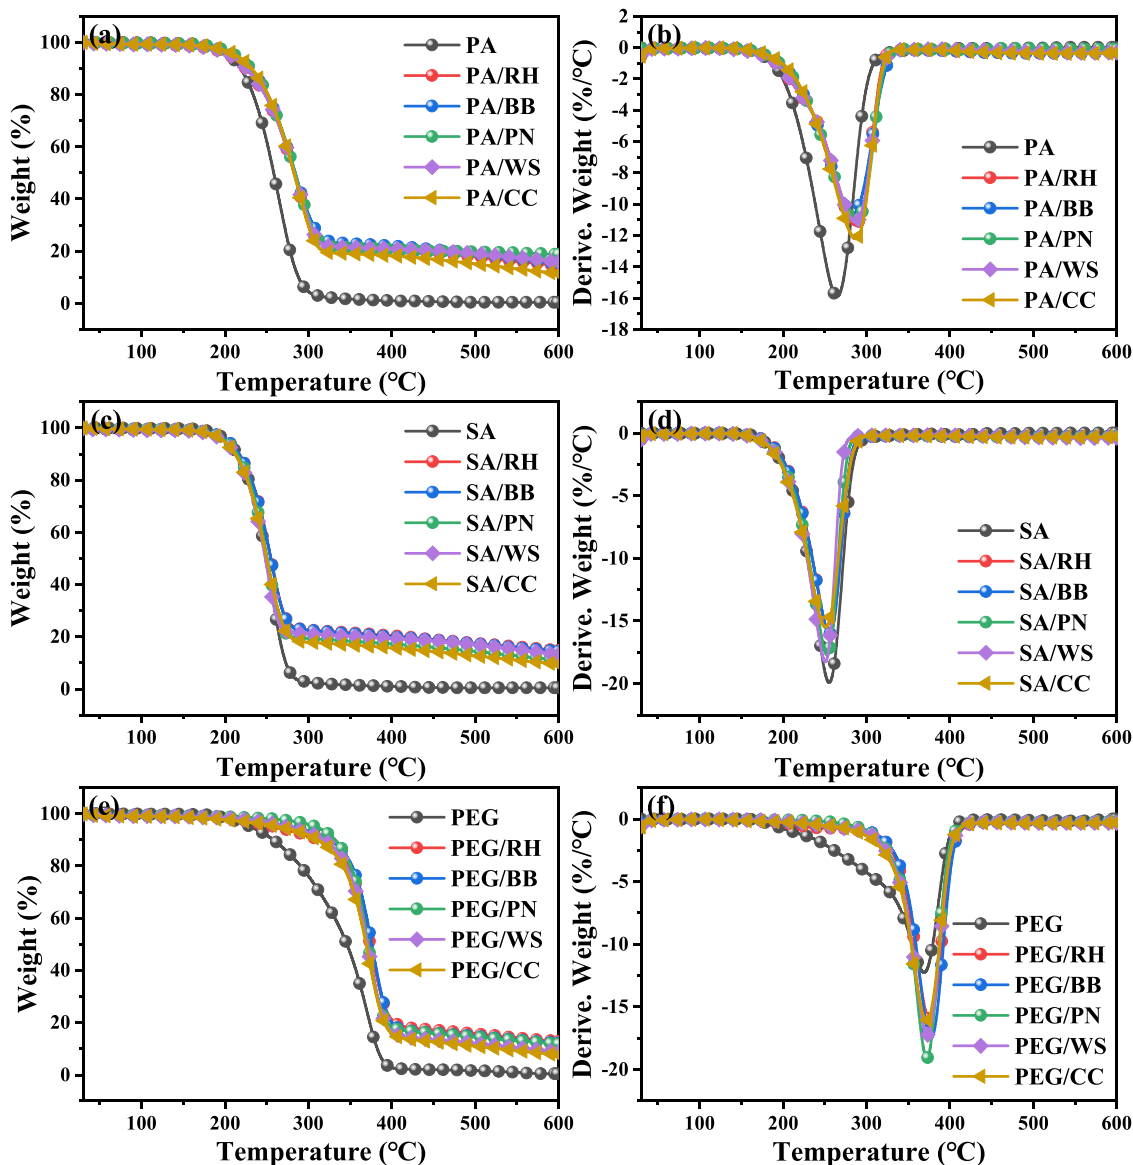 (a)
PA
PA/RH
PA/BB
PA/PN
PA/WS
PA/CC
Weight (%)
100
80
60
40
20
0
100 200 300 400 500 600
Temperature (℃)
(b)
PA
PA/RH
PA/BB
PA/PN
PA/WS
PA/CC
Derive. Weight (%/℃)
2
0
-2
-4
-6
-8
-10
-12
-14
-16
-18
100 200 300 400 500 600
Temperature (℃)
(c)
SA
SA/RH
SA/BB
SA/PN
SA/WS
SA/CC
Weight (%)
100
80
60
40
20
0
100 200 300 400 500 600
Temperature (℃)
(d)
SA
SA/RH
SA/BB
SA/PN
SA/WS
SA/CC
Derive. Weight (%/℃)
0
-5
-10
-15
-20
100 200 300 400 500 600
Temperature (℃)
(e)
PEG
PEG/RH
PEG/BB
PEG/PN
PEG/WS
PEG/CC
Weight (%)
100
80
60
40
20
0
100 200 300 400 500 600
Temperature (℃)
(f)
PEG
PEG/RH
PEG/BB
PEG/PN
PEG/WS
PEG/CC
Derive. Weight (%/℃)
0
-5
-10
-15
-20
100 200 300 400 500 600
Temperature (℃)